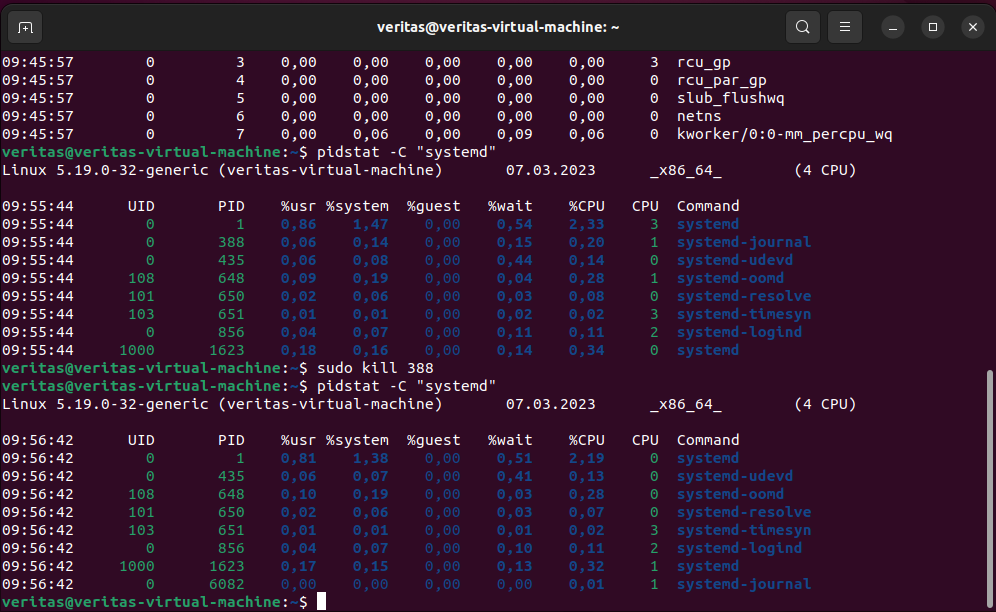 veritas@veritas-virtual-machine: ~
09:45:57        0         3    0,00    0,00    0,00    0,00    0,00     3  rcu_gp
09:45:57        0         4    0,00    0,00    0,00    0,00    0,00     0  rcu_par_gp
09:45:57        0         5    0,00    0,00    0,00    0,00    0,00     0  slub_flushwq
09:45:57        0         6    0,00    0,00    0,00    0,00    0,00     0  netns
09:45:57        0         7    0,00    0,06    0,00    0,09    0,06     0  kworker/0:0-mm_percpu_wq
veritas@veritas-virtual-machine:~$ pidstat -C "systemd"
Linux 5.19.0-32-generic (veritas-virtual-machine)       07.03.2023      _x86_64_        (4 CPU)
09:55:44      UID       PID    %usr %system  %guest   %wait    %CPU   CPU  Command
09:55:44        0         1    0,86    1,47    0,00    0,54    2,33     3  systemd
09:55:44        0       388    0,06    0,14    0,00    0,15    0,20     1  systemd-journal
09:55:44        0       435    0,06    0,08    0,00    0,44    0,14     0  systemd-udevd
09:55:44      108       648    0,09    0,19    0,00    0,04    0,28     1  systemd-oomd
09:55:44      101       650    0,02    0,06    0,00    0,03    0,08     0  systemd-resolve
09:55:44      103       651    0,01    0,01    0,00    0,02    0,02     3  systemd-timesyn
09:55:44        0       856    0,04    0,07    0,00    0,11    0,11     2  systemd-logind
09:55:44     1000      1623    0,18    0,16    0,00    0,14    0,34     0  systemd
veritas@veritas-virtual-machine:~$ sudo kill 388
veritas@veritas-virtual-machine:~$ pidstat -C "systemd"
Linux 5.19.0-32-generic (veritas-virtual-machine)       07.03.2023      _x86_64_        (4 CPU)
09:56:42      UID       PID    %usr %system  %guest   %wait    %CPU   CPU  Command
09:56:42        0         1    0,81    1,38    0,00    0,51    2,19     0  systemd
09:56:42        0       435    0,06    0,07    0,00    0,41    0,13     0  systemd-udevd
09:56:42      108       648    0,10    0,19    0,00    0,03    0,28     0  systemd-oomd
09:56:42      101       650    0,02    0,06    0,00    0,03    0,07     0  systemd-resolve
09:56:42      103       651    0,01    0,01    0,00    0,01    0,02     3  systemd-timesyn
09:56:42        0       856    0,04    0,07    0,00    0,10    0,11     2  systemd-logind
09:56:42     1000      1623    0,17    0,15    0,00    0,13    0,32     1  systemd
09:56:42        0      6082    0,00    0,00    0,00    0,00    0,01     1  systemd-journal
veritas@veritas-virtual-machine:~$